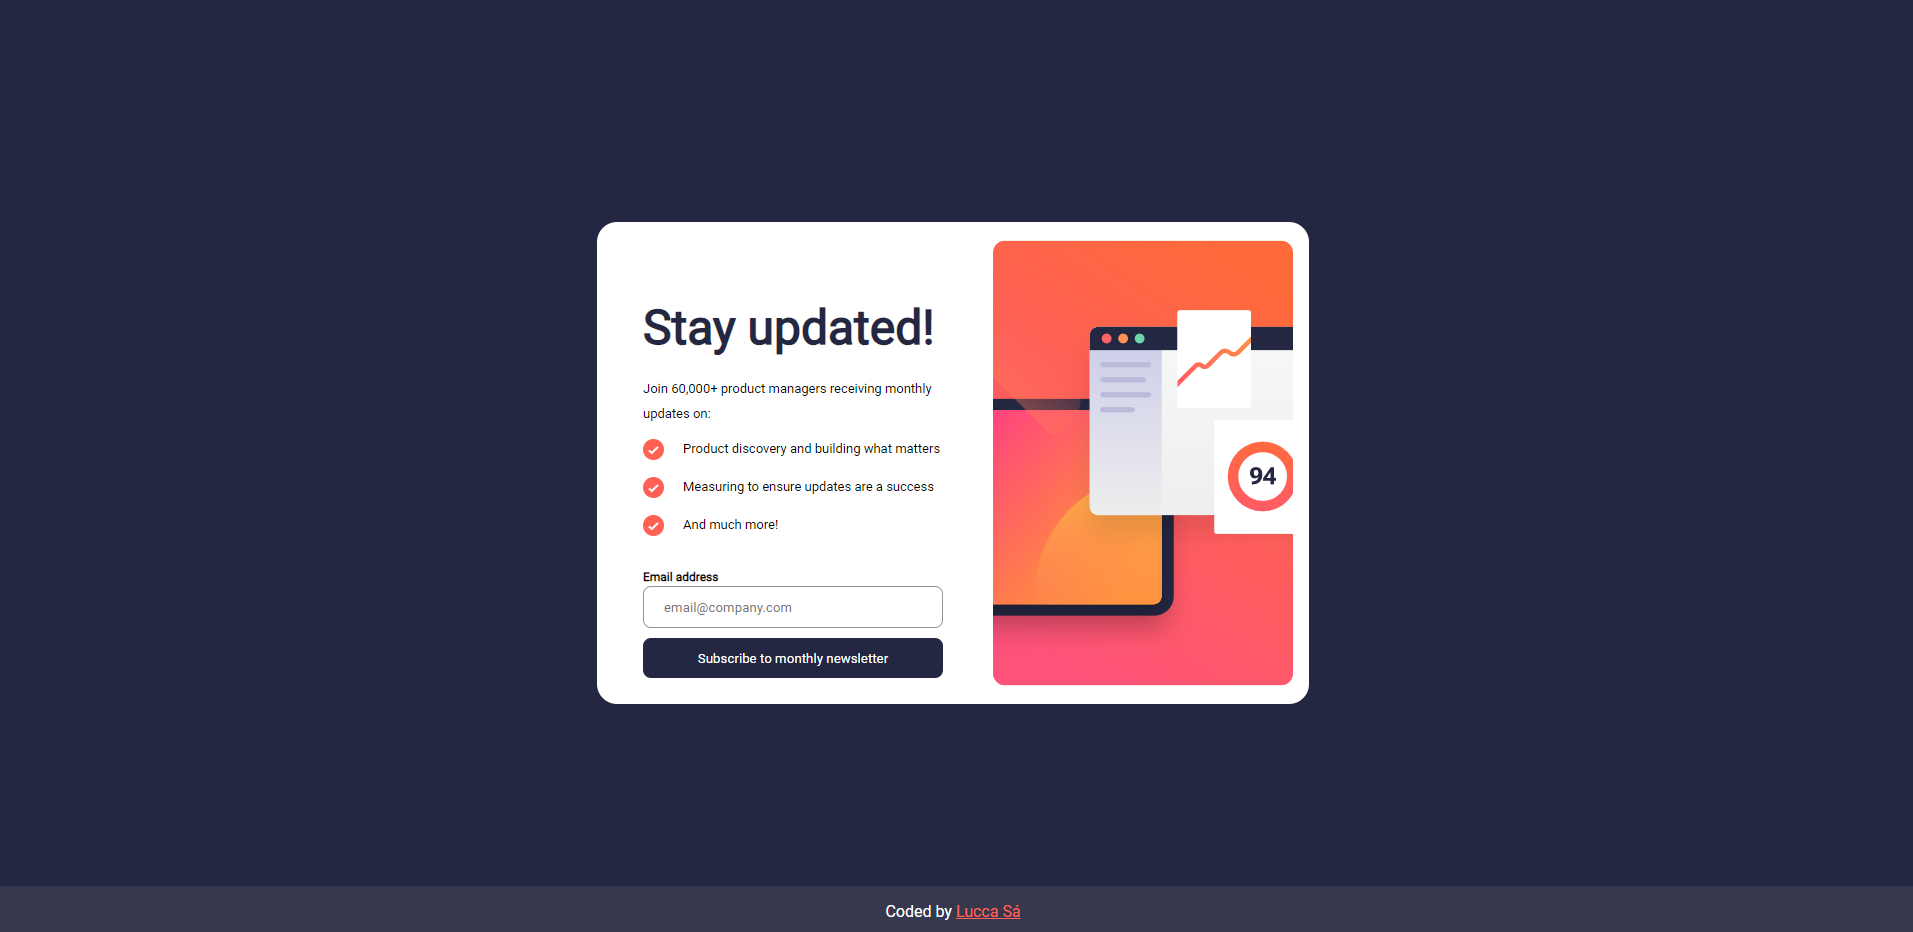 Stay updated!
Join 60,000+ product managers receiving monthly
updates on:
Product discovery and building what matters
Measuring to ensure updates are a success
And much more!
Email address
email@company.com
Subscribe to monthly newsletter
94
Coded by Lucca Sá